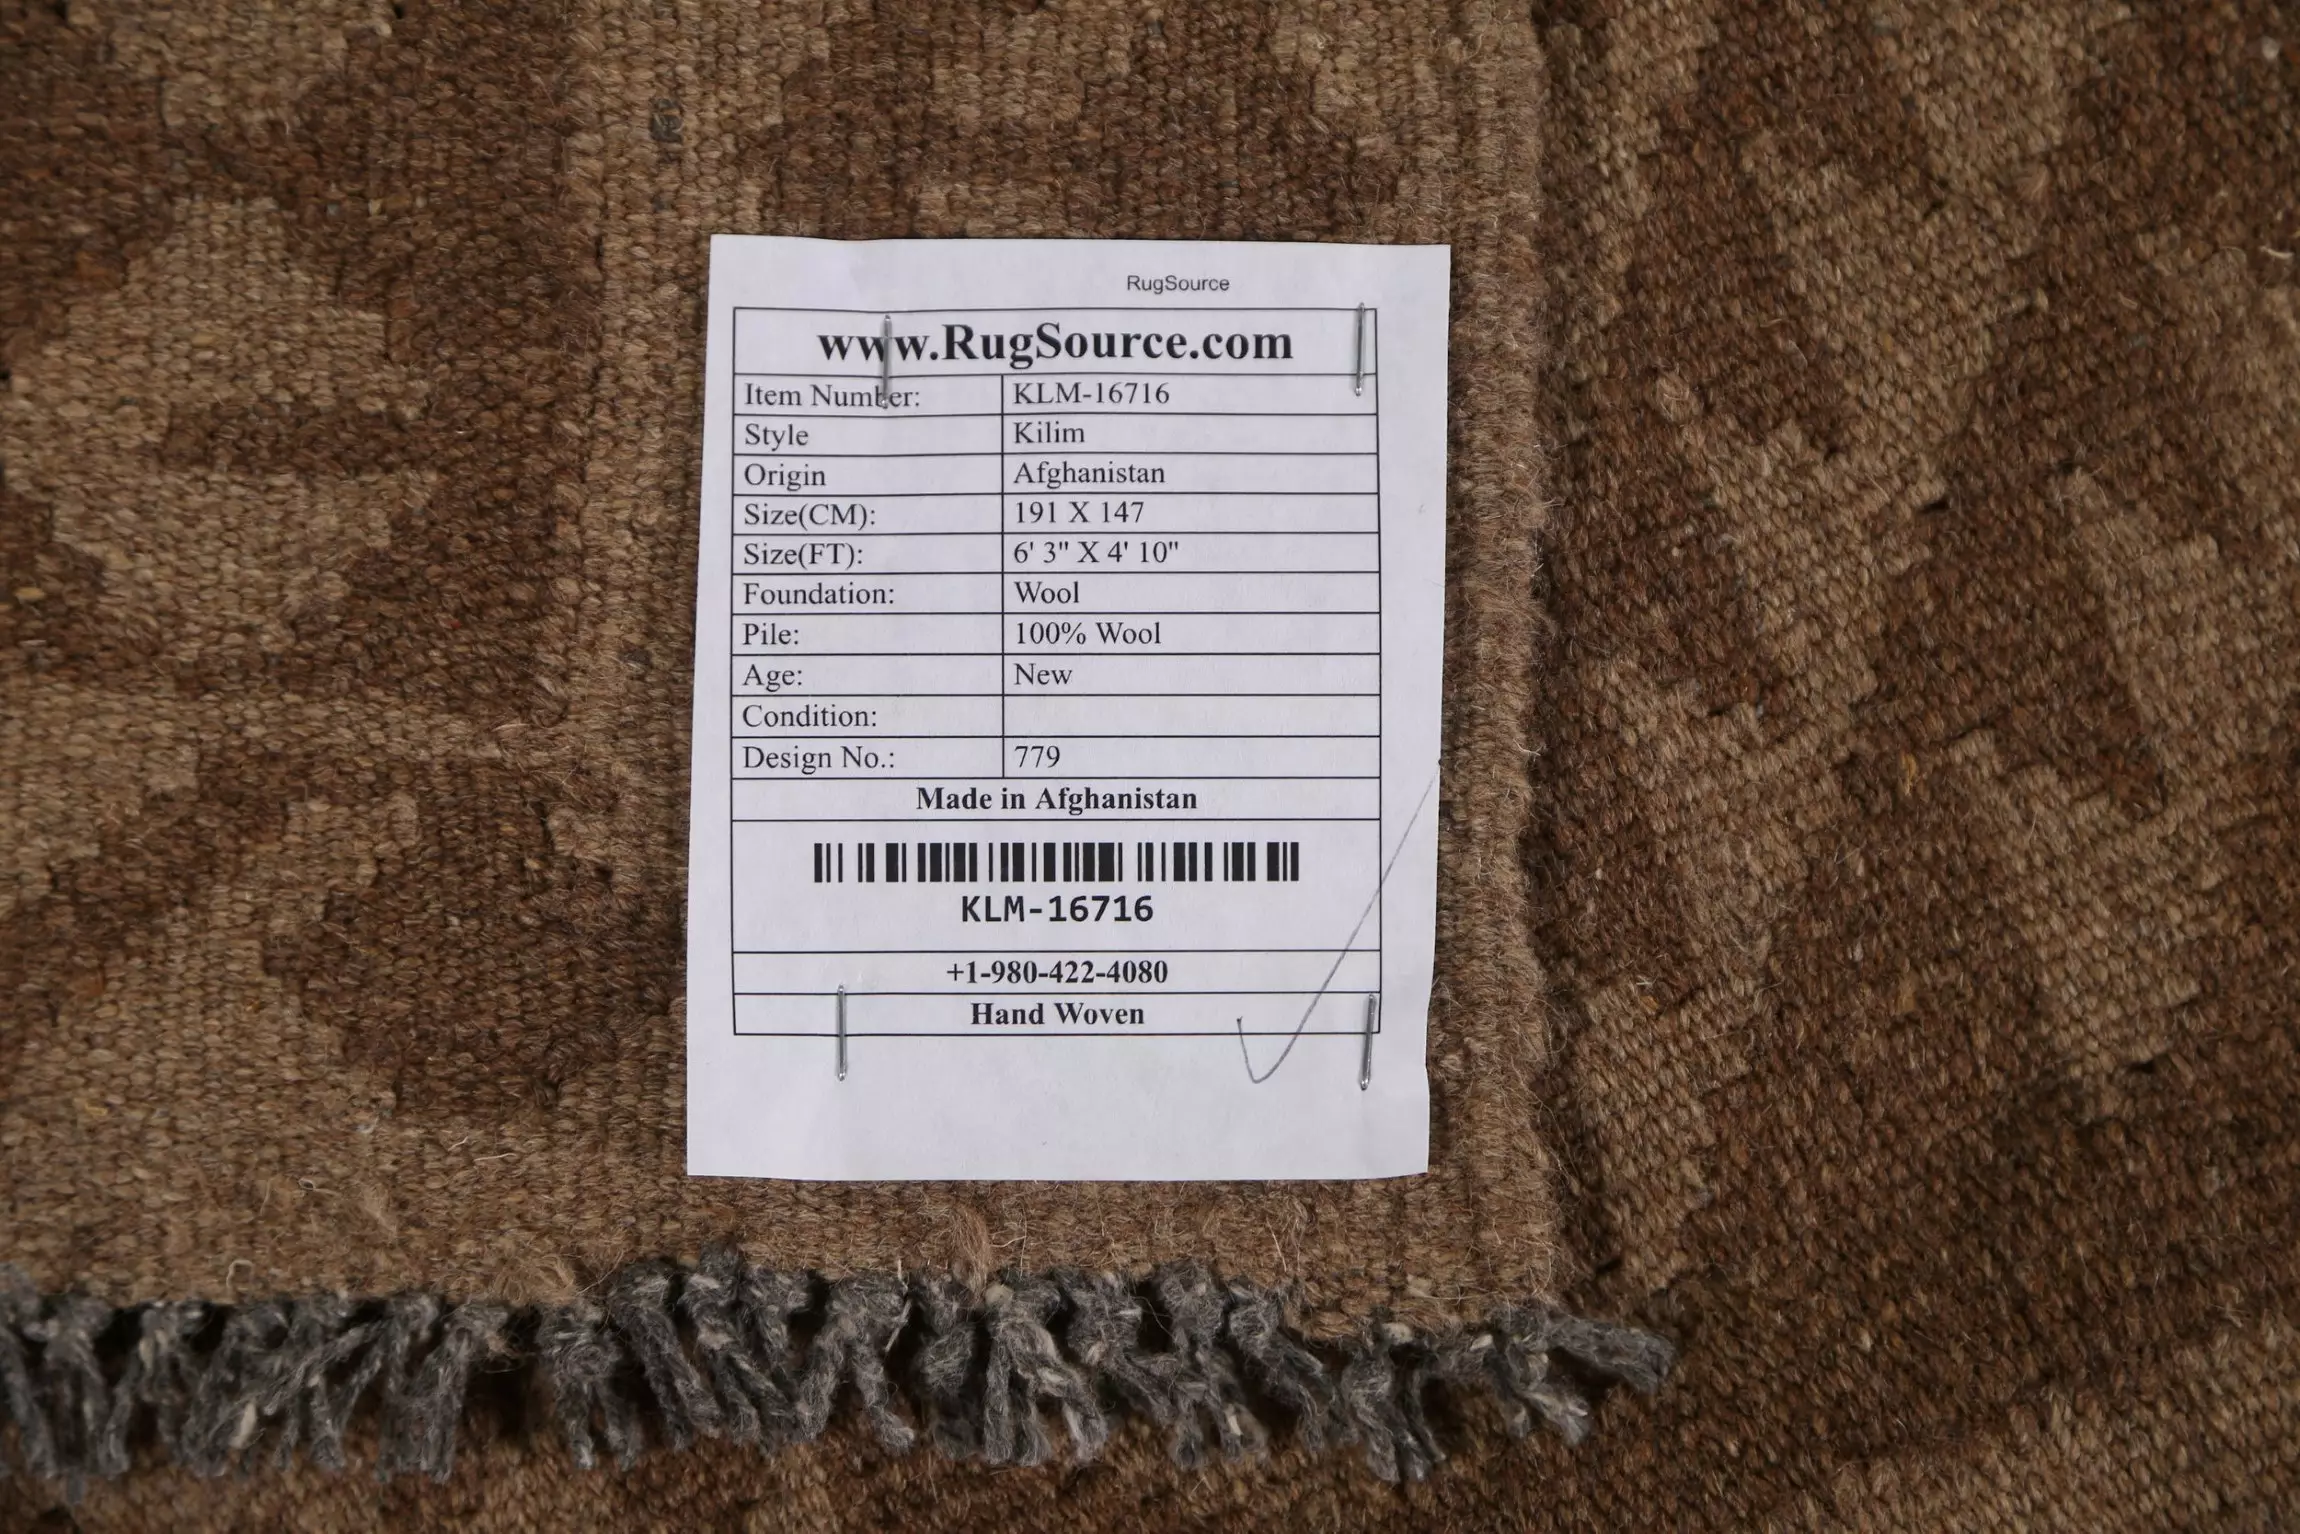 RugSource
www.RugSource.com
Item Number: KLM-16716
Style Kilim
Origin Afghanistan
Size(CM): 191 X 147
Size(FT): 6' 3" X 4' 10"
Foundation: Wool
Pile: 100% Wool
Age: New
Condition:
Design No.: 779
Made in Afghanistan
KLM-16716
+1-980-422-4080
Hand Woven